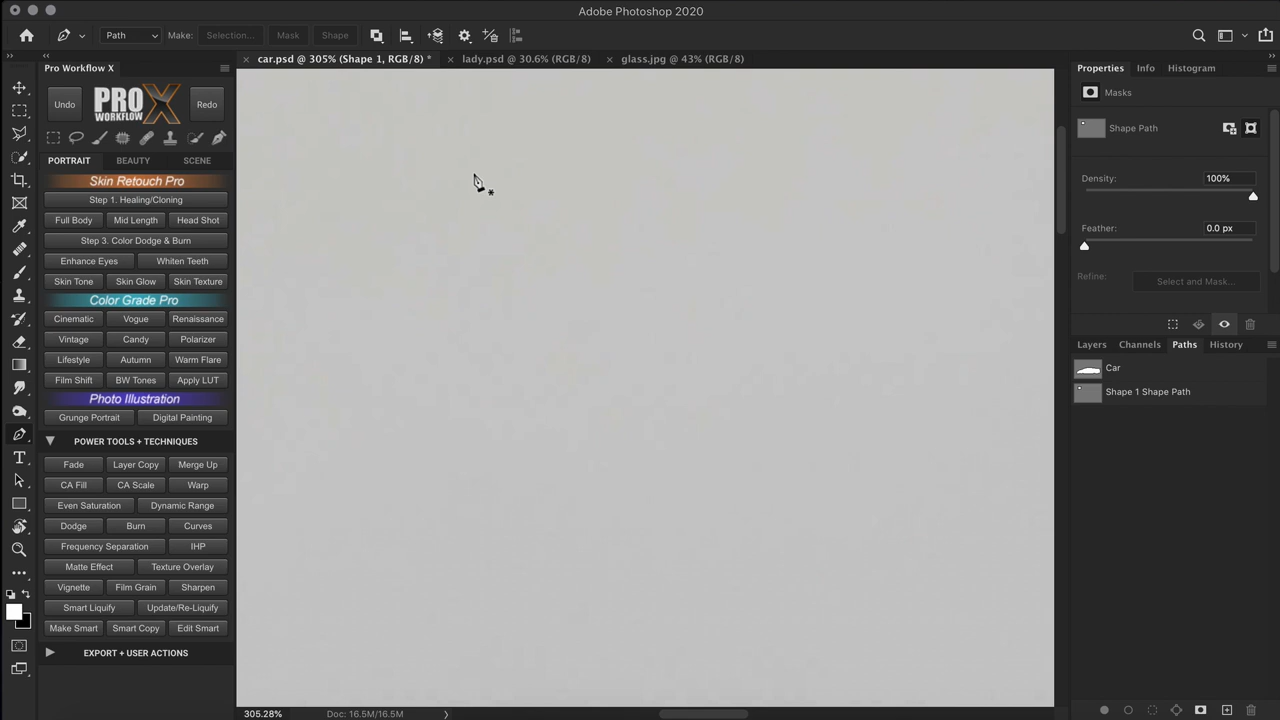 Adobe Photoshop 2020
Path Make: Selection... Mask Shape
car.psd @ 305% (Shape 1, RGB/8) * lady.psd @ 30.6% (RGB/8) glass.jpg @ 43% (RGB/8)
Pro Workflow X
Undo PRO WORKFLOW X Redo
PORTRAIT BEAUTY SCENE
Skin Retouch Pro
Step 1. Healing/Cloning
Full Body Mid Length Head Shot
Step 3. Color Dodge & Burn
Enhance Eyes Whiten Teeth
Skin Tone Skin Glow Skin Texture
Color Grade Pro
Cinematic Vogue Renaissance
Vintage Candy Polarizer
Lifestyle Autumn Warm Flare
Film Shift BW Tones Apply LUT
Photo Illustration
Grunge Portrait Digital Painting
POWER TOOLS + TECHNIQUES
Fade Layer Copy Merge Up
CA Fill CA Scale Warp
Even Saturation Dynamic Range
Dodge Burn Curves
Frequency Separation IHP
Matte Effect Texture Overlay
Vignette Film Grain Sharpen
Smart Liquify Update/Re-Liquify
Make Smart Smart Copy Edit Smart
EXPORT + USER ACTIONS
305.28% Doc: 16.5M/16.5M
Properties Info Histogram
Masks
Shape Path
Density: 100%
Feather: 0.0 px
Refine: Select and Mask...
Layers Channels Paths History
Car
Shape 1 Shape Path